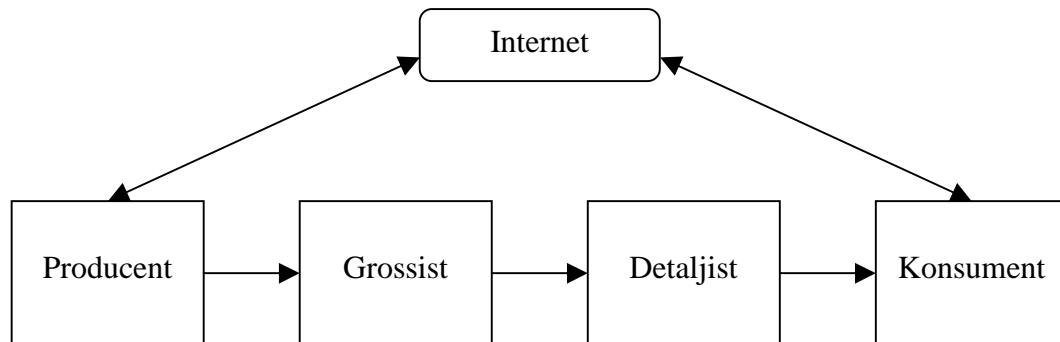 Internet
Producent
Grossist
Detaljist
Konsument